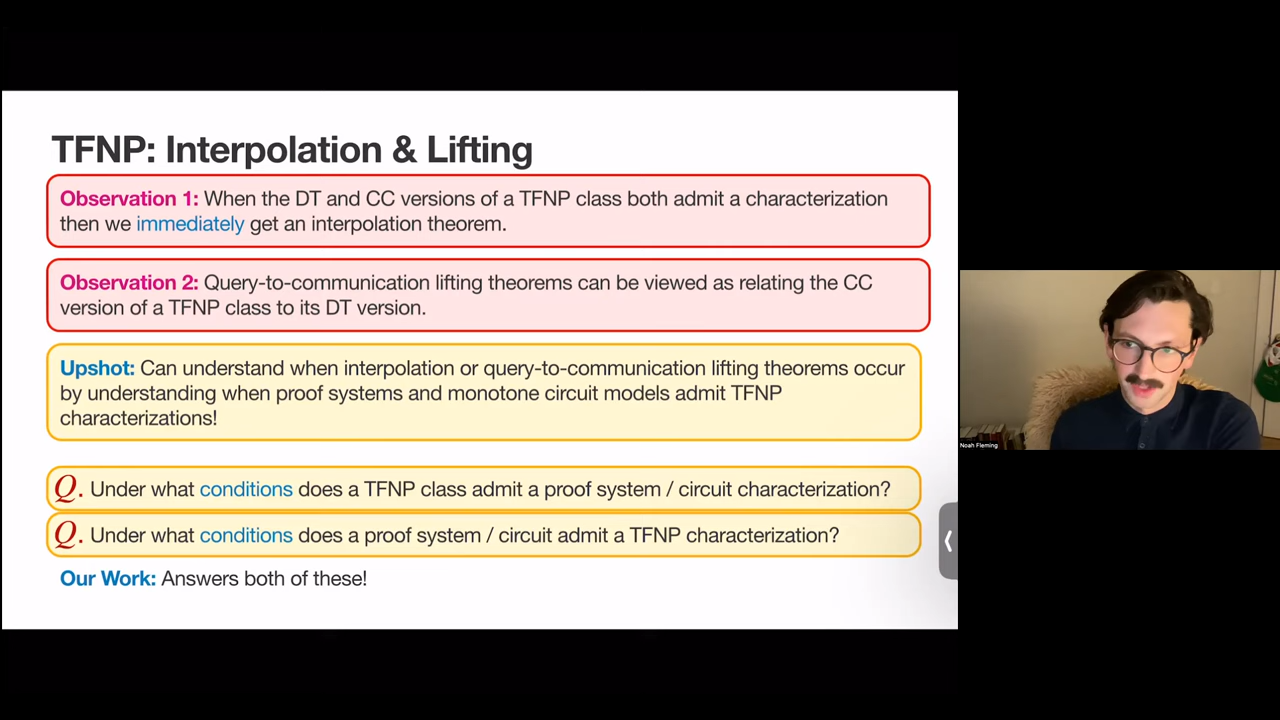 TFNP: Interpolation & Lifting
Observation 1: When the DT and CC versions of a TFNP class both admit a characterization
then we immediately get an interpolation theorem.
Observation 2: Query-to-communication lifting theorems can be viewed as relating the CC
version of a TFNP class to its DT version.
Upshot: Can understand when interpolation or query-to-communication lifting theorems occur
by understanding when proof systems and monotone circuit models admit TFNP
characterizations!
Q. Under what conditions does a TFNP class admit a proof system / circuit characterization?
Q. Under what conditions does a proof system / circuit admit a TFNP characterization?
Our Work: Answers both of these!
Noah Fleming